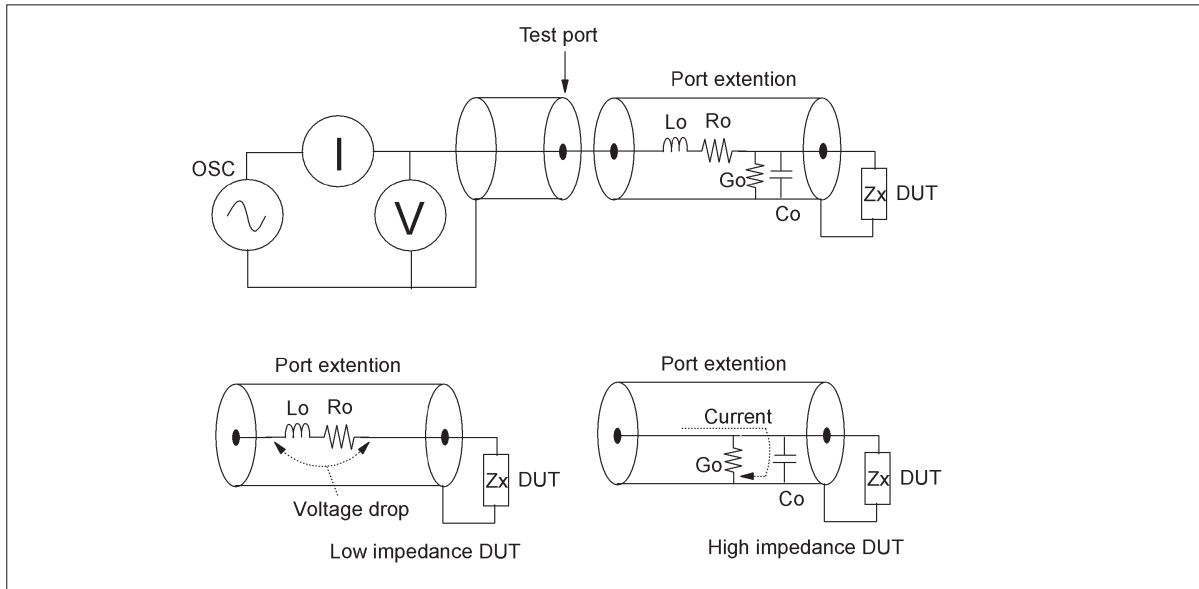 Test port
Port extention
Lo Ro
OSC
I
V
Go
Co
Zx DUT
Port extention
Lo Ro
Zx DUT
Voltage drop
Low impedance DUT
Port extention
Current
Go
Co
Zx DUT
High impedance DUT